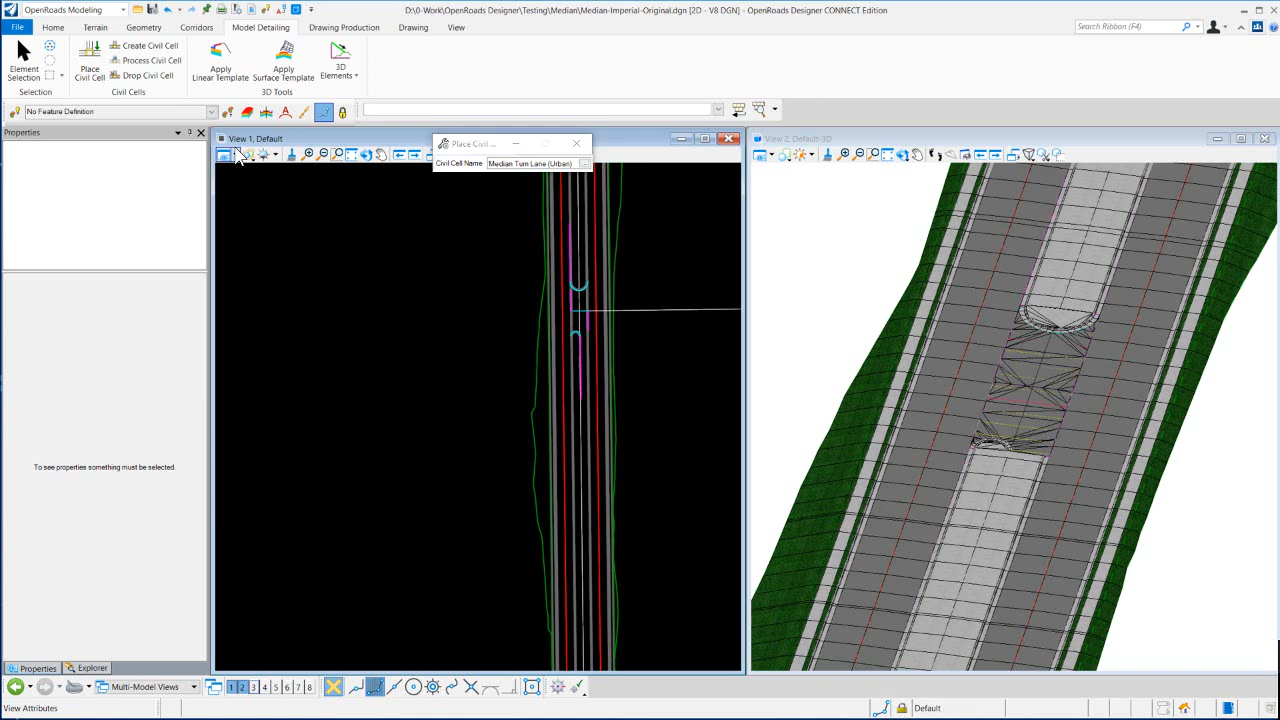 OpenRoads Modeling
D:\0-Work\OpenRoads Designer\Testing\Median\Median-Imperial-Original.dgn [2D - V8 DGN] - OpenRoads Designer CONNECT Edition
File Home Terrain Geometry Corridors Model Detailing Drawing Production Drawing View
Search Ribbon (F4)
Element Selection
Selection
Place Civil Cell
Create Civil Cell
Process Civil Cell
Drop Civil Cell
Civil Cells
Apply Linear Template
Apply Surface Template
3D Elements
3D Tools
No Feature Definition
Properties
View 1, Default
Place Civil ...
Civil Cell Name Median Turn Lane (Urban) ...
View 2, Default-3D
To see properties something must be selected.
Properties Explorer
Multi-Model Views
1 2 3 4 5 6 7 8
View Attributes
Default